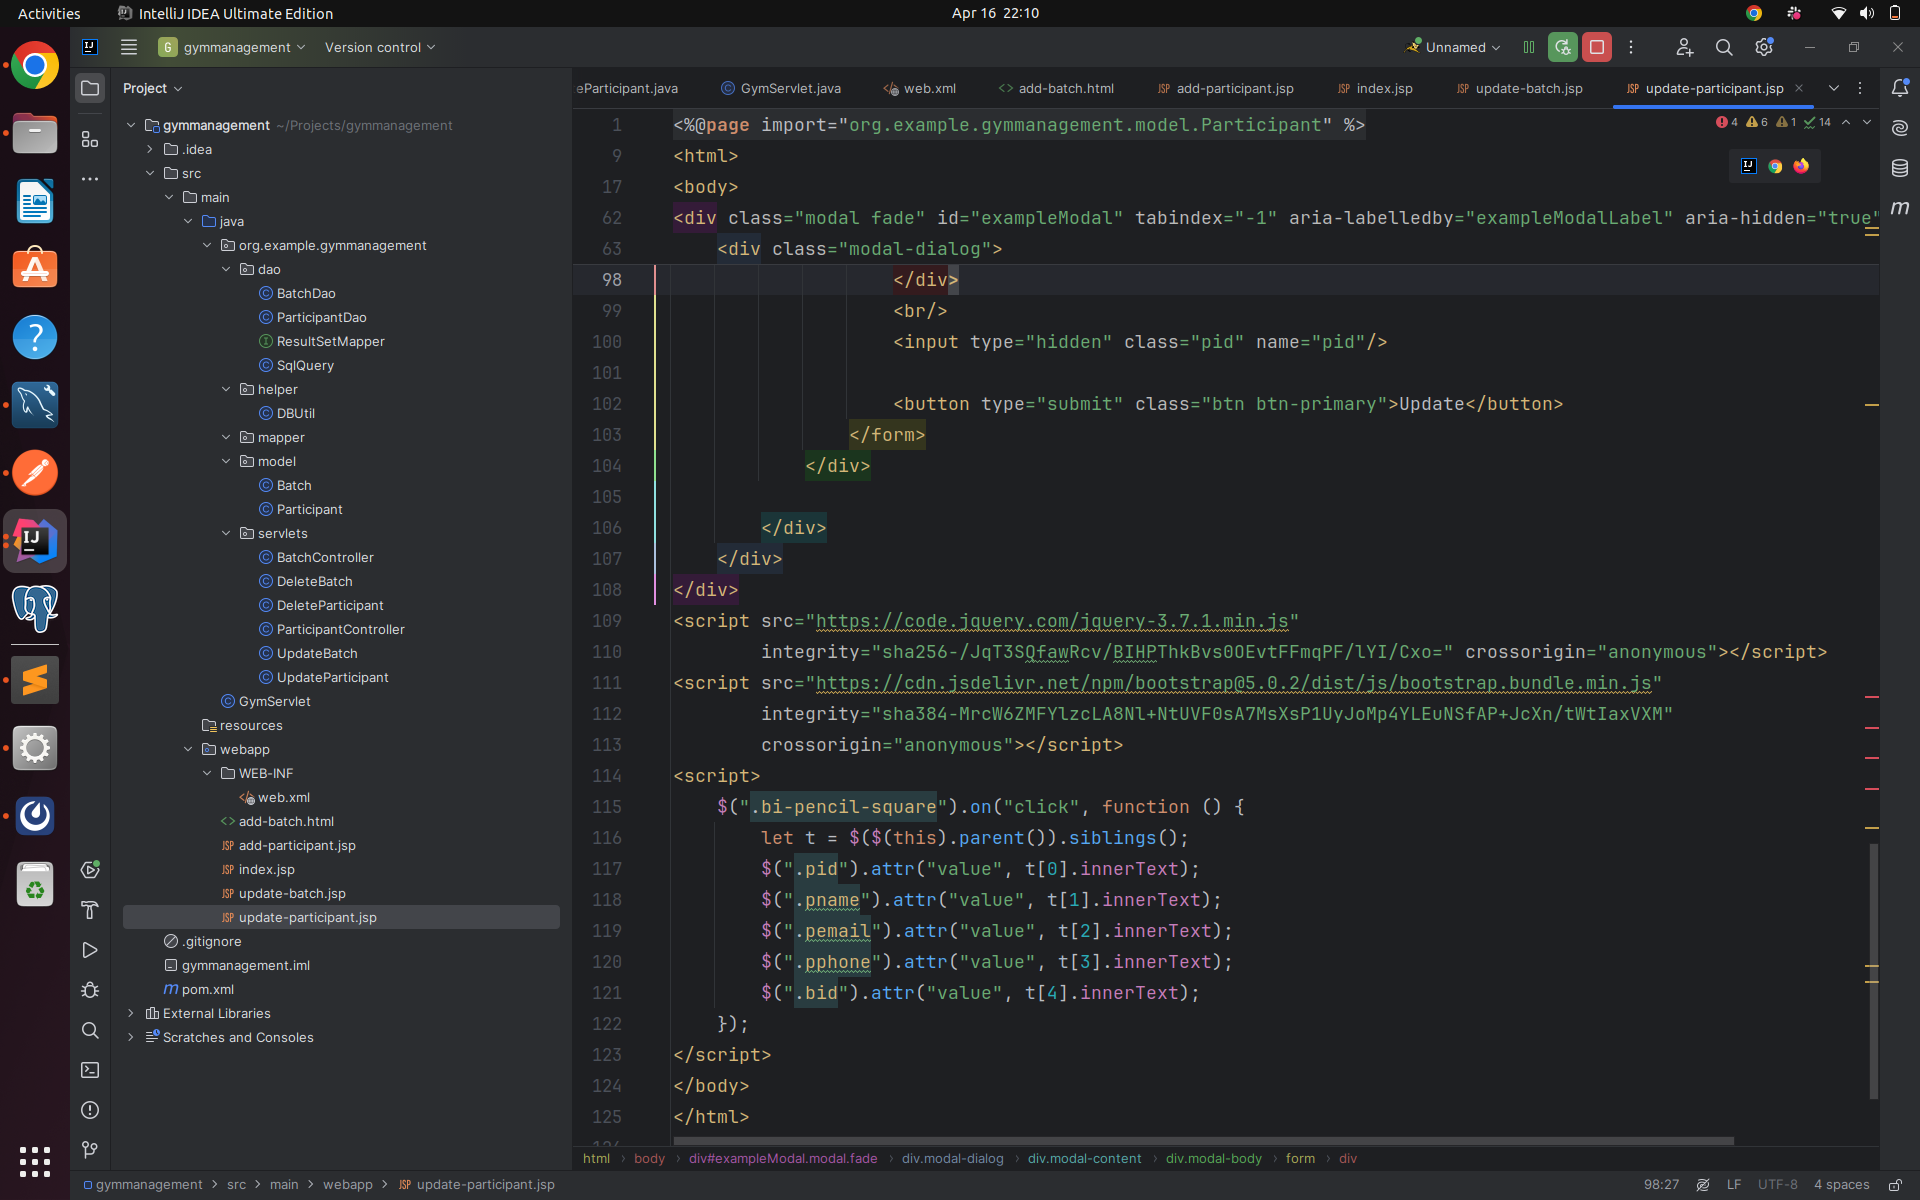 Activities
IntelliJ IDEA Ultimate Edition
Apr 16 22:10
G gymmanagement
Version control
Unnamed
Project
eParticipant.java
GymServlet.java
web.xml
add-batch.html
add-participant.jsp
index.jsp
update-batch.jsp
update-participant.jsp
gymmanagement ~/Projects/gymmanagement
.idea
src
main
java
org.example.gymmanagement
dao
BatchDao
ParticipantDao
ResultSetMapper
SqlQuery
helper
DBUtil
mapper
model
Batch
Participant
servlets
BatchController
DeleteBatch
DeleteParticipant
ParticipantController
UpdateBatch
UpdateParticipant
GymServlet
resources
webapp
WEB-INF
web.xml
add-batch.html
add-participant.jsp
index.jsp
update-batch.jsp
update-participant.jsp
.gitignore
gymmanagement.iml
pom.xml
External Libraries
Scratches and Consoles
4 6 1 14
1 <%@page import="org.example.gymmanagement.model.Participant" %>
9 <html>
17 <body>
62 <div class="modal fade" id="exampleModal" tabindex="-1" aria-labelledby="exampleModalLabel" aria-hidden="true"
63 <div class="modal-dialog">
98 </div>
99 <br/>
100 <input type="hidden" class="pid" name="pid"/>
101
102 <button type="submit" class="btn btn-primary">Update</button>
103 </form>
104 </div>
105
106 </div>
107 </div>
108 </div>
109 <script src="https://code.jquery.com/jquery-3.7.1.min.js"
110 integrity="sha256-/JqT3SQfawRcv/BIHPThkBvs0OEvtFFmqPF/lYI/Cxo=" crossorigin="anonymous"></script>
111 <script src="https://cdn.jsdelivr.net/npm/bootstrap@5.0.2/dist/js/bootstrap.bundle.min.js"
112 integrity="sha384-MrcW6ZMFYlzcLA8Nl+NtUVF0sA7MsXsP1UyJoMp4YLEuNSfAP+JcXn/tWtIaxVXM"
113 crossorigin="anonymous"></script>
114 <script>
115 $(".bi-pencil-square").on("click", function () {
116 let t = $($(this).parent()).siblings();
117 $(".pid").attr("value", t[0].innerText);
118 $(".pname").attr("value", t[1].innerText);
119 $(".pemail").attr("value", t[2].innerText);
120 $(".pphone").attr("value", t[3].innerText);
121 $(".bid").attr("value", t[4].innerText);
122 });
123 </script>
124 </body>
125 </html>
html > body > div#exampleModal.modal.fade > div.modal-dialog > div.modal-content > div.modal-body > form > div
gymmanagement > src > main > webapp > update-participant.jsp
98:27 LF UTF-8 4 spaces